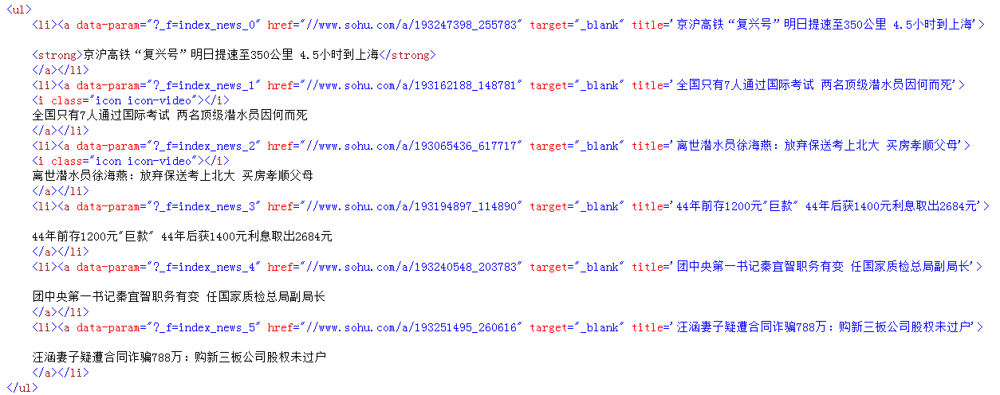 <ul>
<li><a data-param="?_f=index_news_0" href="//www.sohu.com/a/193247398_255783" target="_blank" title='京沪高铁“复兴号”明日提速至350公里 4.5小时到上海'>
<strong>京沪高铁“复兴号”明日提速至350公里 4.5小时到上海</strong>
</a></li>
<li><a data-param="?_f=index_news_1" href="//www.sohu.com/a/193162188_148781" target="_blank" title='全国只有7人通过国际考试 两名顶级潜水员因何而死'>
<i class="icon icon-video"></i>
全国只有7人通过国际考试 两名顶级潜水员因何而死
</a></li>
<li><a data-param="?_f=index_news_2" href="//www.sohu.com/a/193065436_617717" target="_blank" title='离世潜水员徐海燕：放弃保送考上北大 买房孝顺父母'>
<i class="icon icon-video"></i>
离世潜水员徐海燕：放弃保送考上北大 买房孝顺父母
</a></li>
<li><a data-param="?_f=index_news_3" href="//www.sohu.com/a/193194897_114890" target="_blank" title='44年前存1200元"巨款" 44年后获1400元利息取出2684元'>
44年前存1200元"巨款" 44年后获1400元利息取出2684元
</a></li>
<li><a data-param="?_f=index_news_4" href="//www.sohu.com/a/193240548_203783" target="_blank" title='团中央第一书记秦宜智职务有变 任国家质检总局副局长'>
团中央第一书记秦宜智职务有变 任国家质检总局副局长
</a></li>
<li><a data-param="?_f=index_news_5" href="//www.sohu.com/a/193251495_260616" target="_blank" title='汪涵妻子疑遭合同诈骗788万：购新三板公司股权未过户'>
汪涵妻子疑遭合同诈骗788万：购新三板公司股权未过户
</a></li>
</ul>